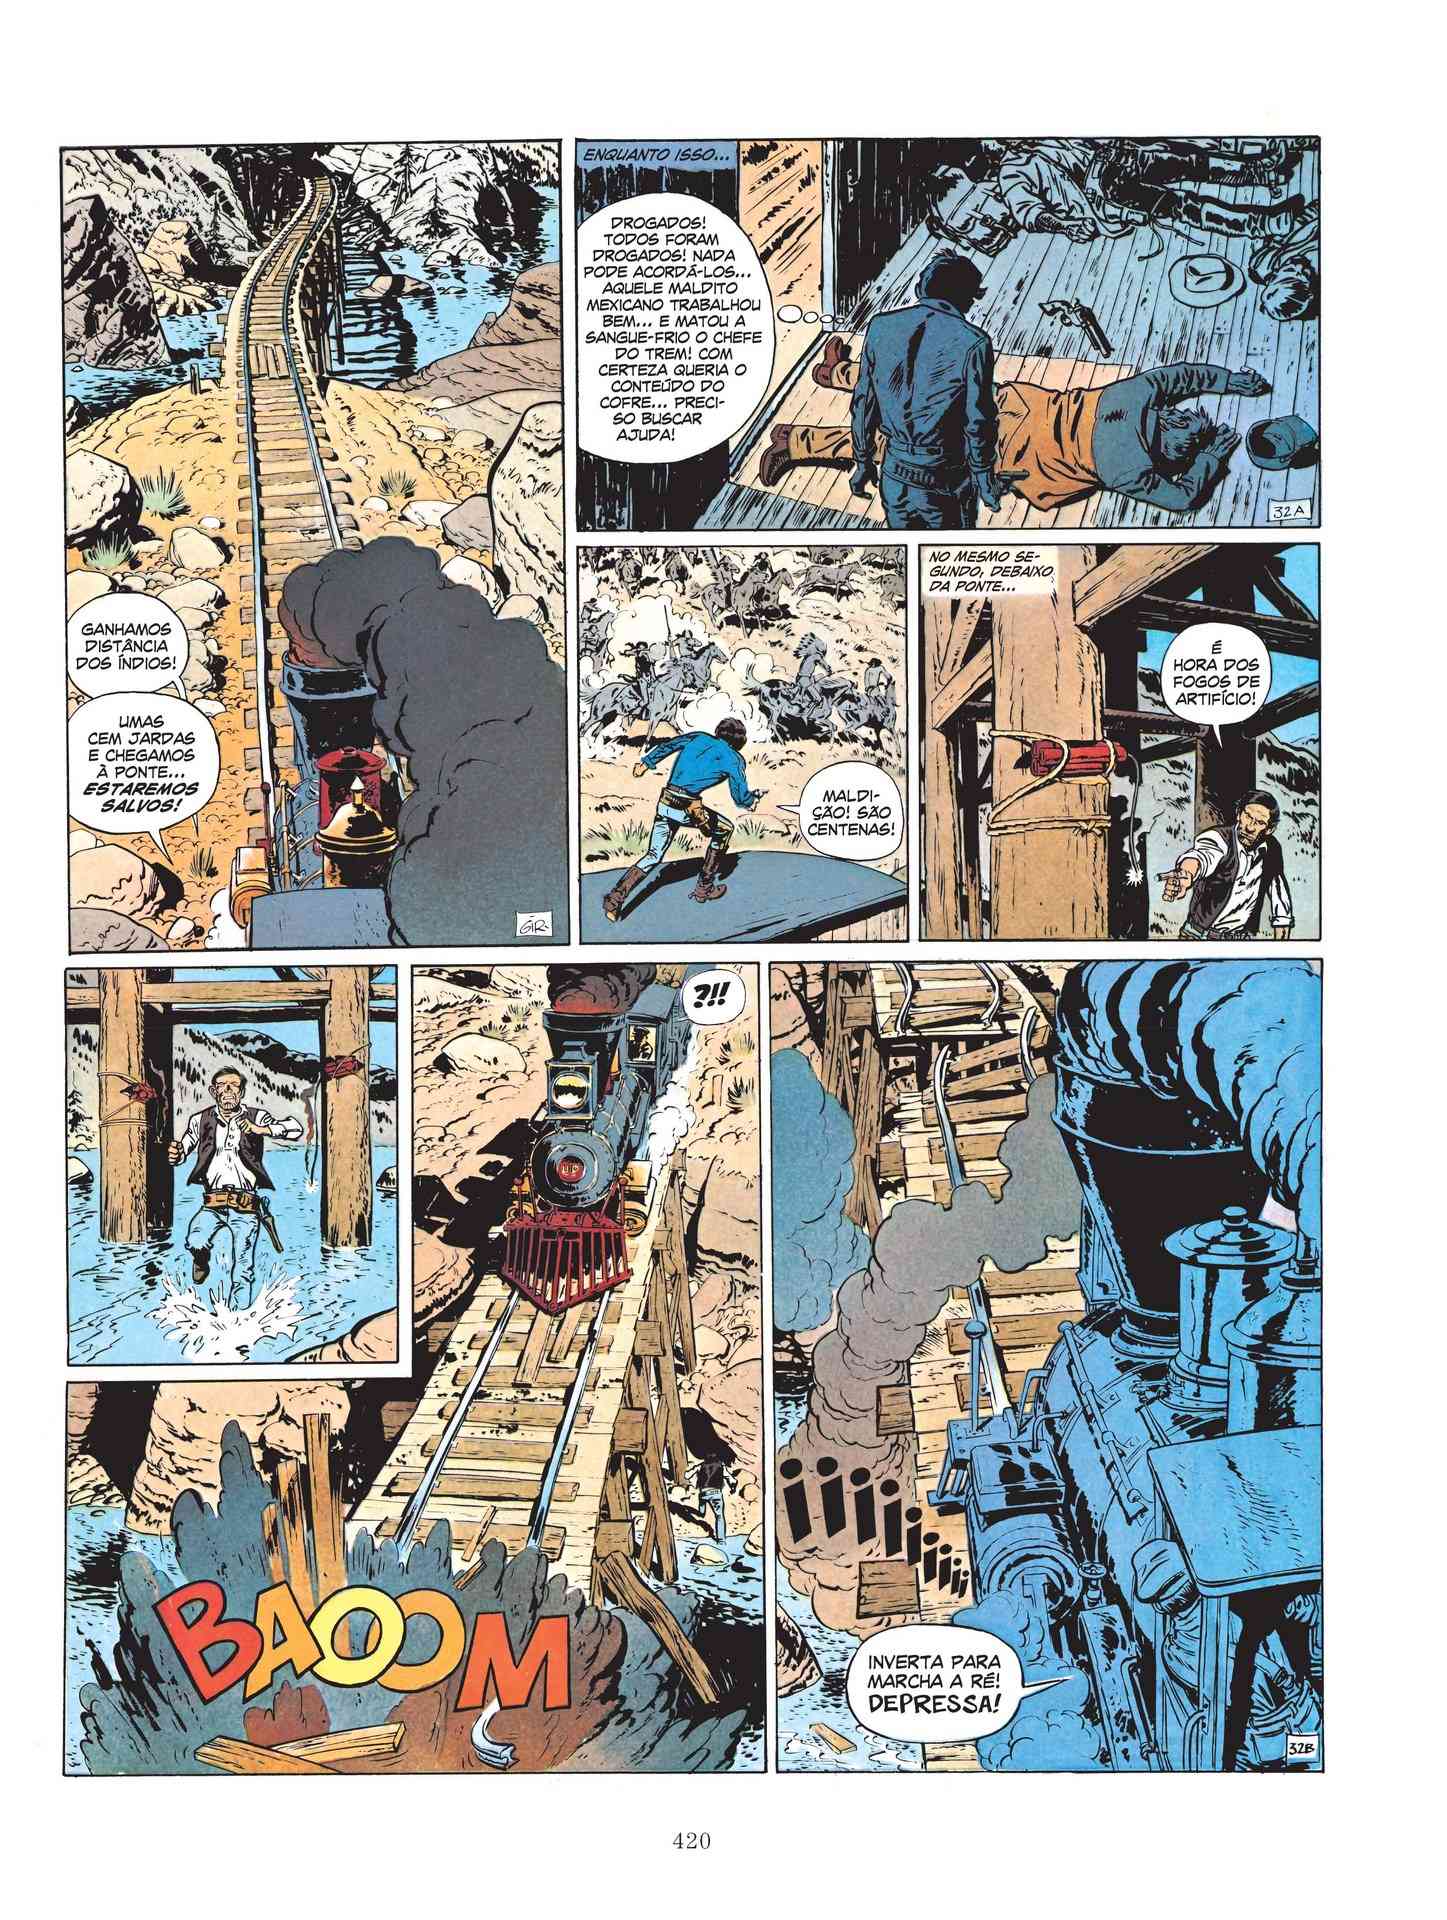 GANHAMOS
DISTÂNCIA
DOS ÍNDIOS!
UMAS
CEM JARDAS
E CHEGAMOS
À PONTE...
ESTAREMOS
SALVOS!
GIR-
ENQUANTO ISSO...
DROGADOS!
TODOS FORAM
DROGADOS! NADA
PODE ACORDÁ-LOS...
AQUELE MALDITO
MEXICANO TRABALHOU
BEM... E MATOU A
SANGUE-FRIO O CHEFE
DO TREM! COM
CERTEZA QUERIA O
CONTEÚDO DO
COFRE... PRECI-
SO BUSCAR
AJUDA!
32A
MALDI-
ÇÃO! SÃO
CENTENAS!
NO MESMO SE-
GUNDO, DEBAIXO
DA PONTE...
É
HORA DOS
FOGOS DE
ARTIFÍCIO!
?!!
UP
BAOOM
iiiiiiiiii
INVERTA PARA
MARCHA A RÉ!
DEPRESSA!
32B
420